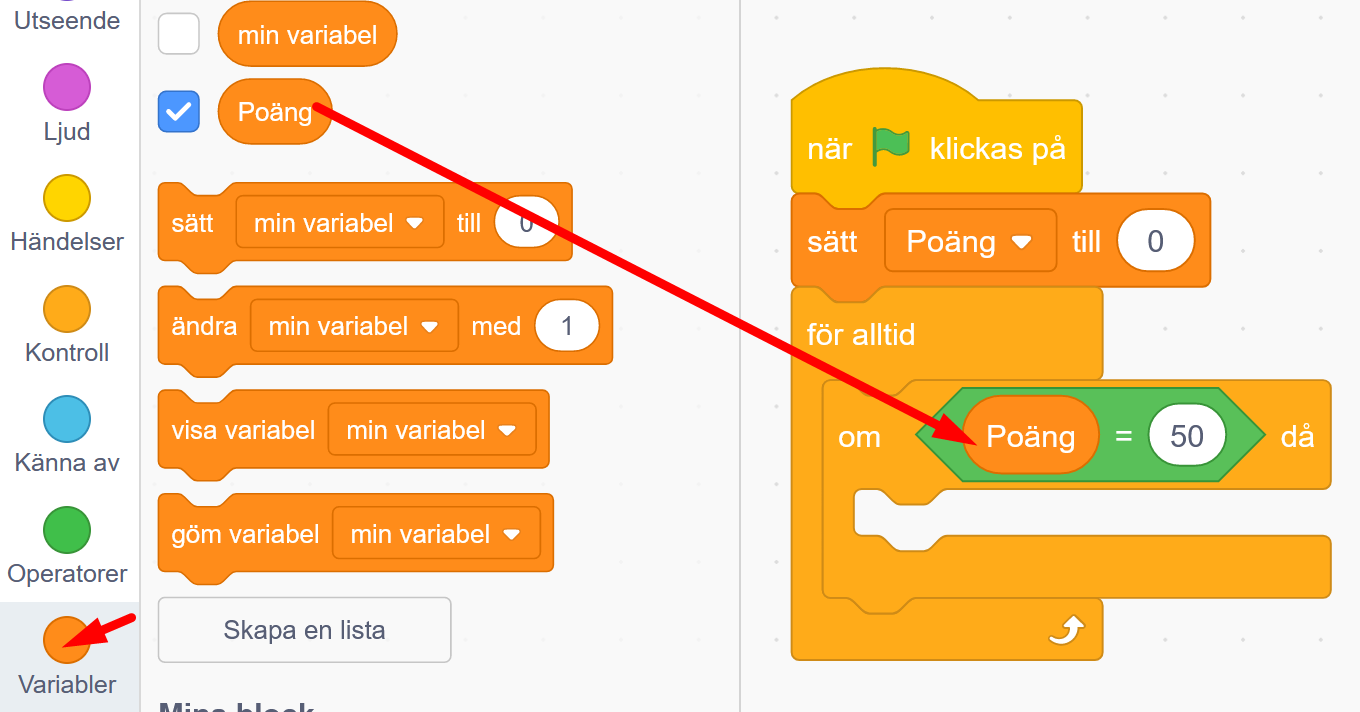 Utseende
Ljud
Händelser
Kontroll
Känna av
Operatorer
Variabler
min variabel
Poäng
sätt min variabel till 0
ändra min variabel med 1
visa variabel min variabel
göm variabel min variabel
Skapa en lista
Mina block
när klickas på
sätt Poäng till 0
för alltid
om Poäng = 50 då